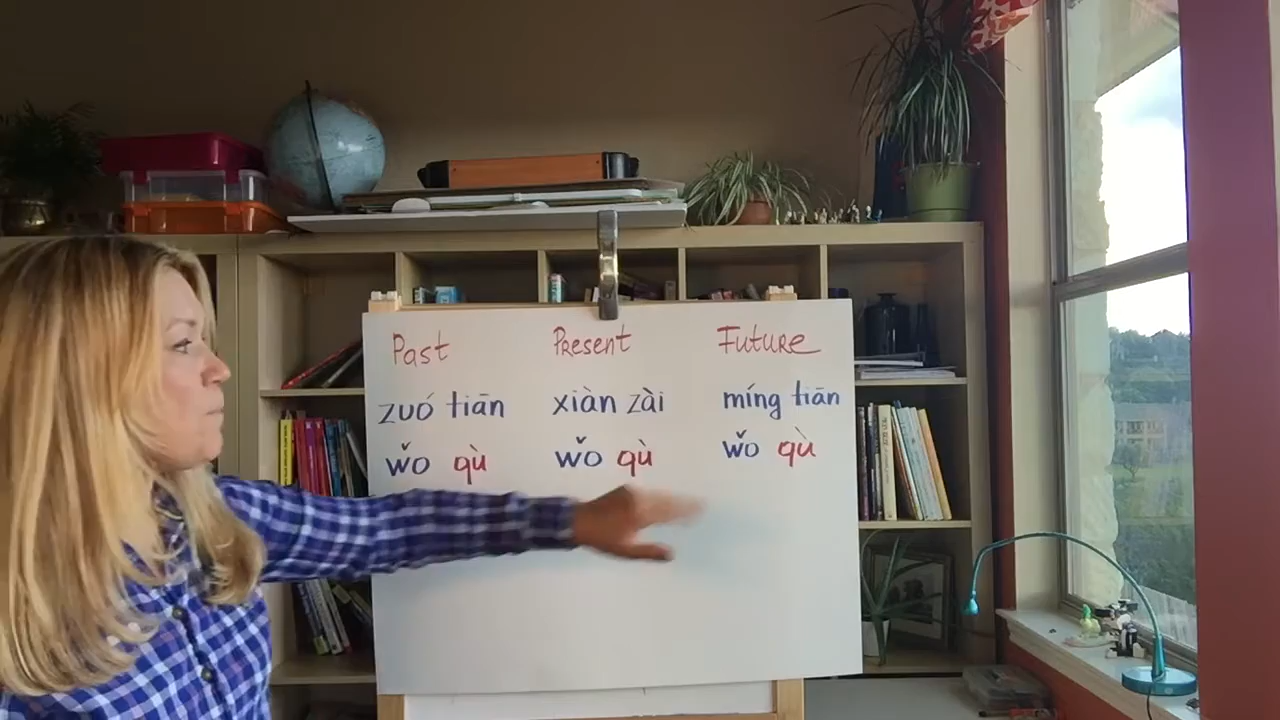 Past Present Future
zuó tiān xiàn zài míng tiān
wǒ qù wǒ qù wǒ qù